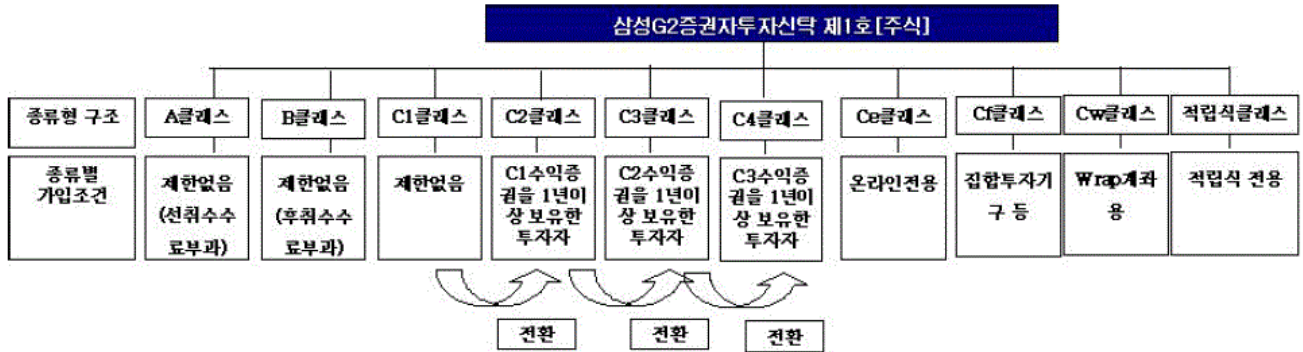 삼성G2증권자투자신탁 제1호[주식]
종류형 구조
A클래스
B클래스
C1클래스
C2클래스
C3클래스
C4클래스
Ce클래스
Cf클래스
Cw클래스
적립식클래스
종류별
가입조건
제한없음
(선취수수
료부과)
제한없음
(후취수수
료부과)
제한없음
C1수익증
권을 1년이
상 보유한
투자자
C2수익증
권을 1년이
상 보유한
투자자
C3수익증
권을 1년이
상 보유한
투자자
온라인전용
집합투자기
구 등
Wrap계좌
용
적립식 전용
전환
전환
전환